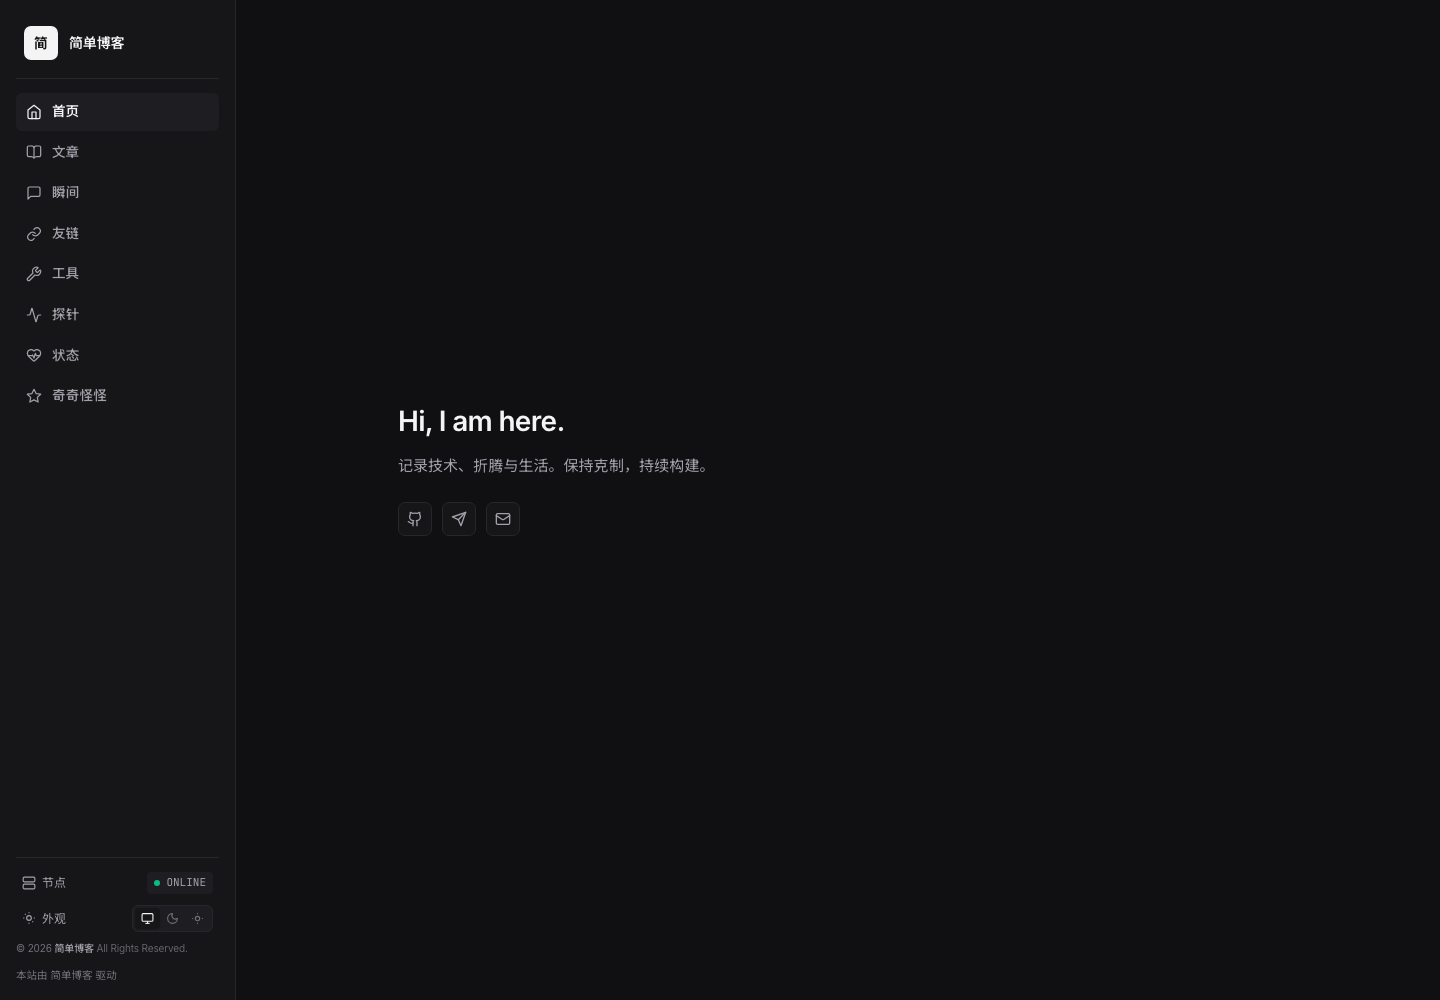 简 简单博客
首页
文章
瞬间
友链
工具
探针
状态
奇奇怪怪
Hi, I am here.
记录技术、折腾与生活。保持克制，持续构建。
节点 ONLINE
外观
© 2026 简单博客 All Rights Reserved.
本站由 简单博客 驱动